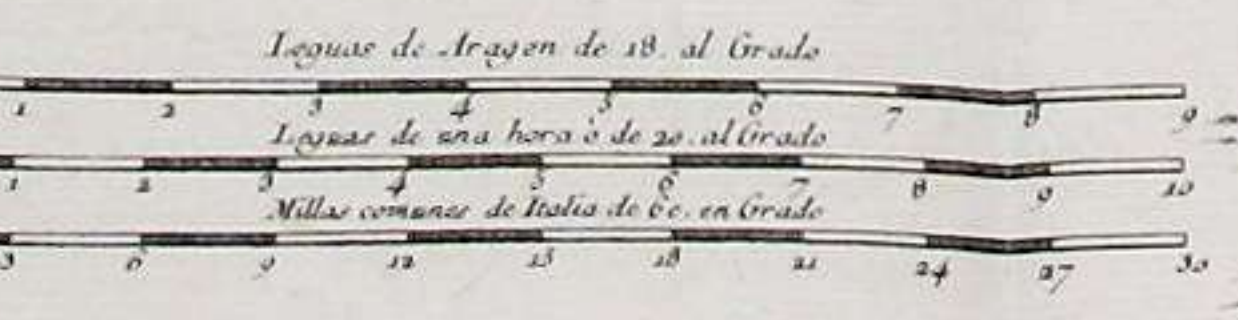 Leguas de Aragon de 18. al Grado
1 2 3 4 5 6 7 8 9
Leguas de una hora ò de 20. al Grado
1 2 3 4 5 6 7 8 9 10
Millas comunes de Italia de 60. en Grado
3 6 9 12 15 18 21 24 27 30